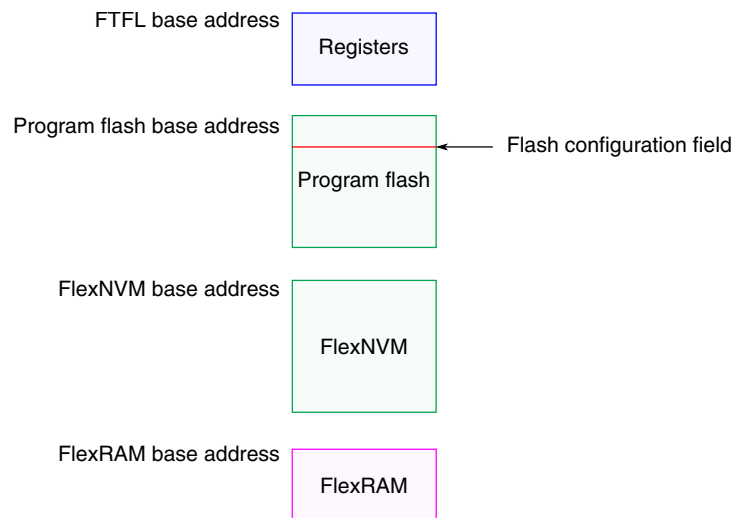 FTFL base address
Registers
Program flash base address
Flash configuration field
Program flash
FlexNVM base address
FlexNVM
FlexRAM base address
FlexRAM